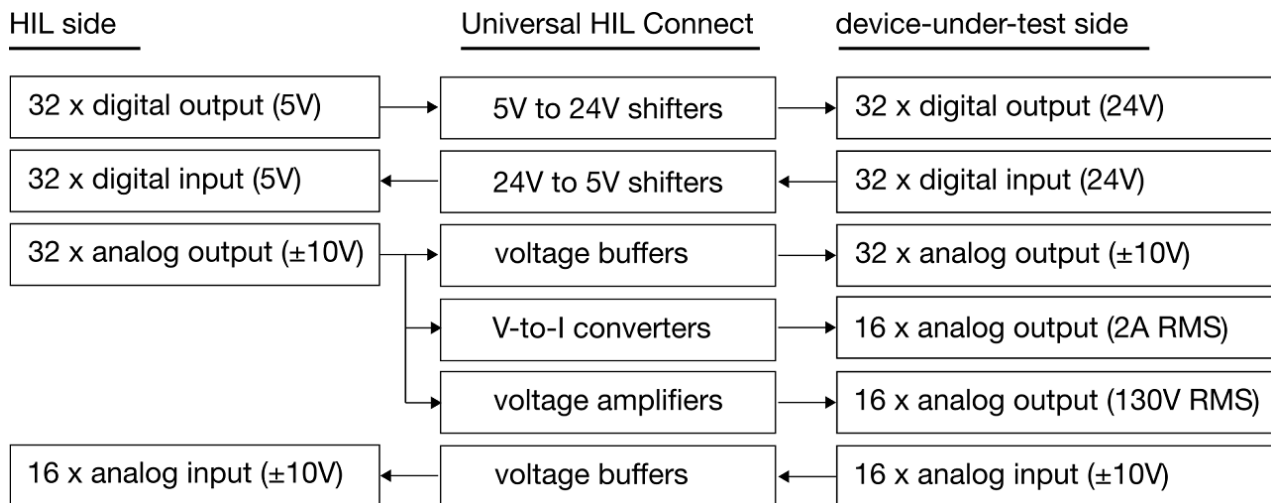 HIL side
Universal HIL Connect
device-under-test side
32 x digital output (5V)
5V to 24V shifters
32 x digital output (24V)
32 x digital input (5V)
24V to 5V shifters
32 x digital input (24V)
32 x analog output (±10V)
voltage buffers
32 x analog output (±10V)
V-to-I converters
16 x analog output (2A RMS)
voltage amplifiers
16 x analog output (130V RMS)
16 x analog input (±10V)
voltage buffers
16 x analog input (±10V)